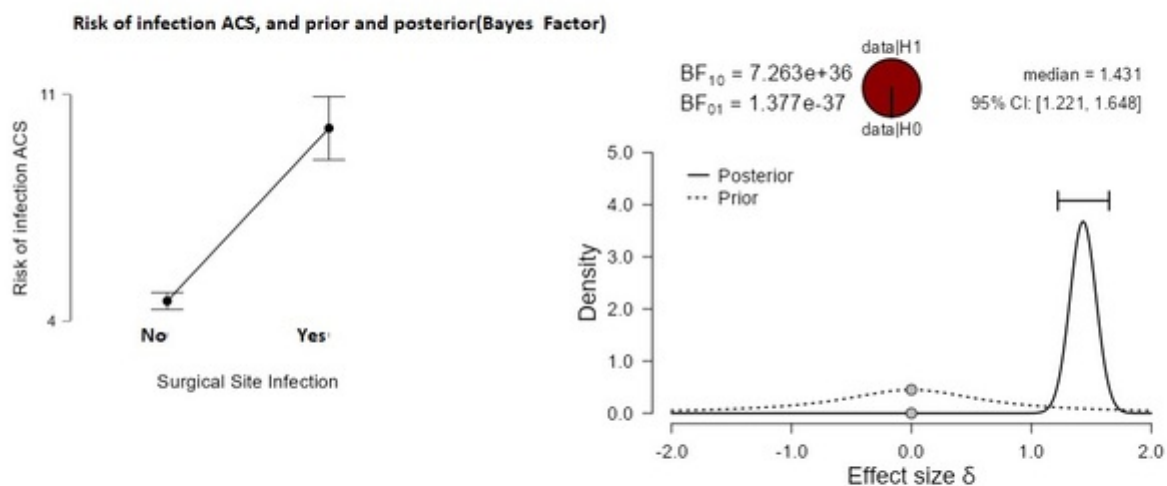 Risk of infection ACS, and prior and posterior(Bayes Factor)
11
4
Risk of infection ACS
No
Yes
Surgical Site Infection
data|H1
BF10 = 7.263e+36
BF01 = 1.377e-37
data|H0
median = 1.431
95% CI: [1.221, 1.648]
Posterior
Prior
5.0
4.0
3.0
2.0
1.0
0.0
Density
-2.0
-1.0
0.0
1.0
2.0
Effect size δ